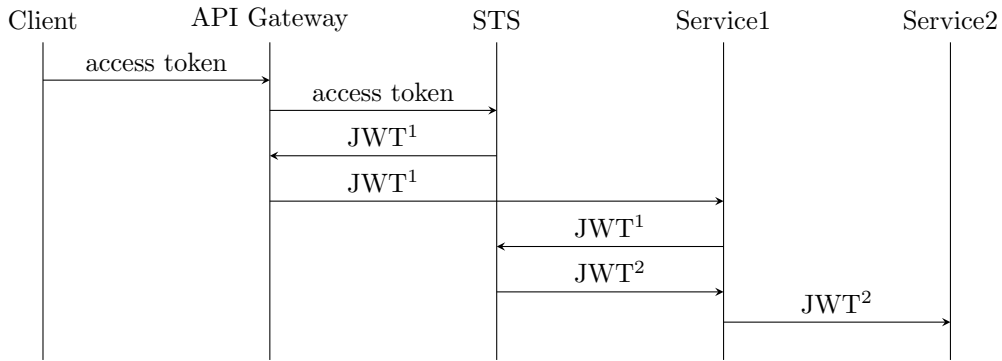 Client API Gateway STS Service1 Service2
access token
access token
JWT¹
JWT¹
JWT¹
JWT²
JWT²